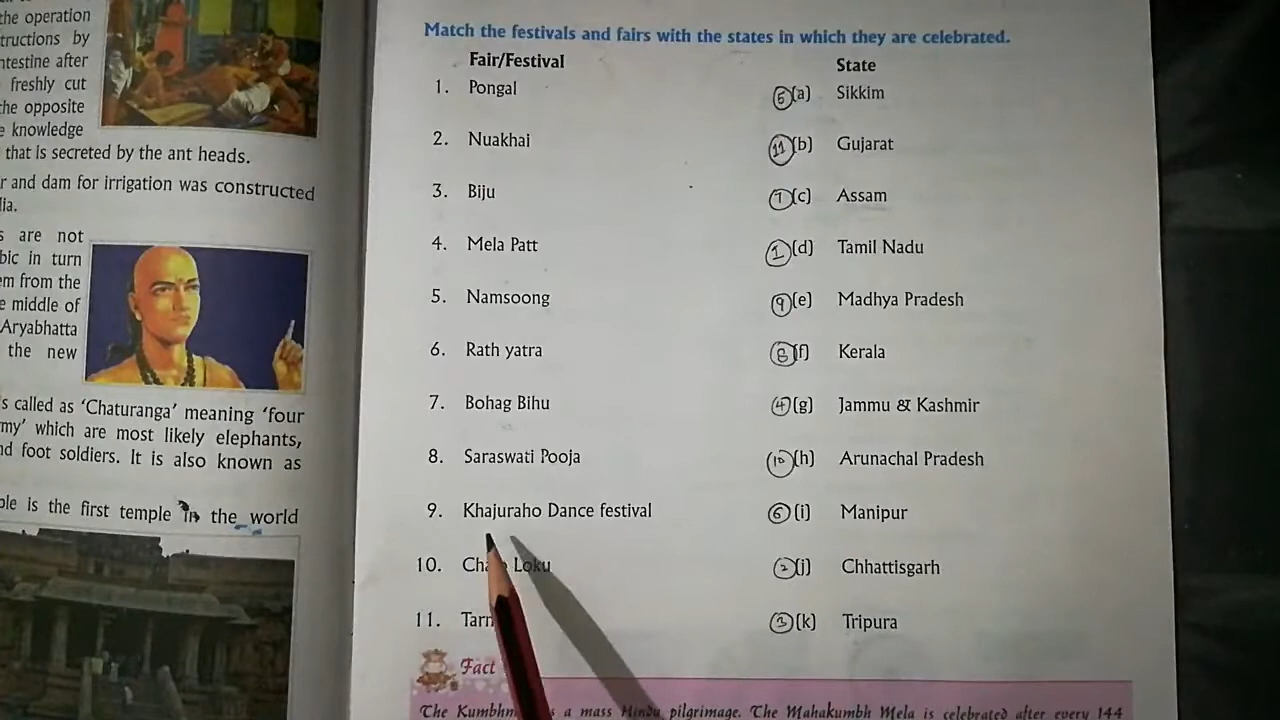 the operation
tructions by
ntestine after
freshly cut
the opposite
e knowledge
that is secreted by the ant heads.
r and dam for irrigation was constructed
lia.
s are not
bic in turn
em from the
e middle of
Aryabhatta
the new
s called as ‘Chaturanga’ meaning ‘four
my’ which are most likely elephants,
nd foot soldiers. It is also known as
ple is the first temple in the world
Match the festivals and fairs with the states in which they are celebrated.
Fair/Festival State
1. Pongal 5 (a) Sikkim
2. Nuakhai 11 (b) Gujarat
3. Biju 7 (c) Assam
4. Mela Patt 1 (d) Tamil Nadu
5. Namsoong 9 (e) Madhya Pradesh
6. Rath yatra 8 (f) Kerala
7. Bohag Bihu 4 (g) Jammu & Kashmir
8. Saraswati Pooja 10 (h) Arunachal Pradesh
9. Khajuraho Dance festival 6 (i) Manipur
10. Loku 2 (j) Chhattisgarh
11. Tarn 3 (k) Tripura
Fact
The Kumbhm s a mass Hindu pilgrimage. The Mahakumbh Mela is celebrated after every 144